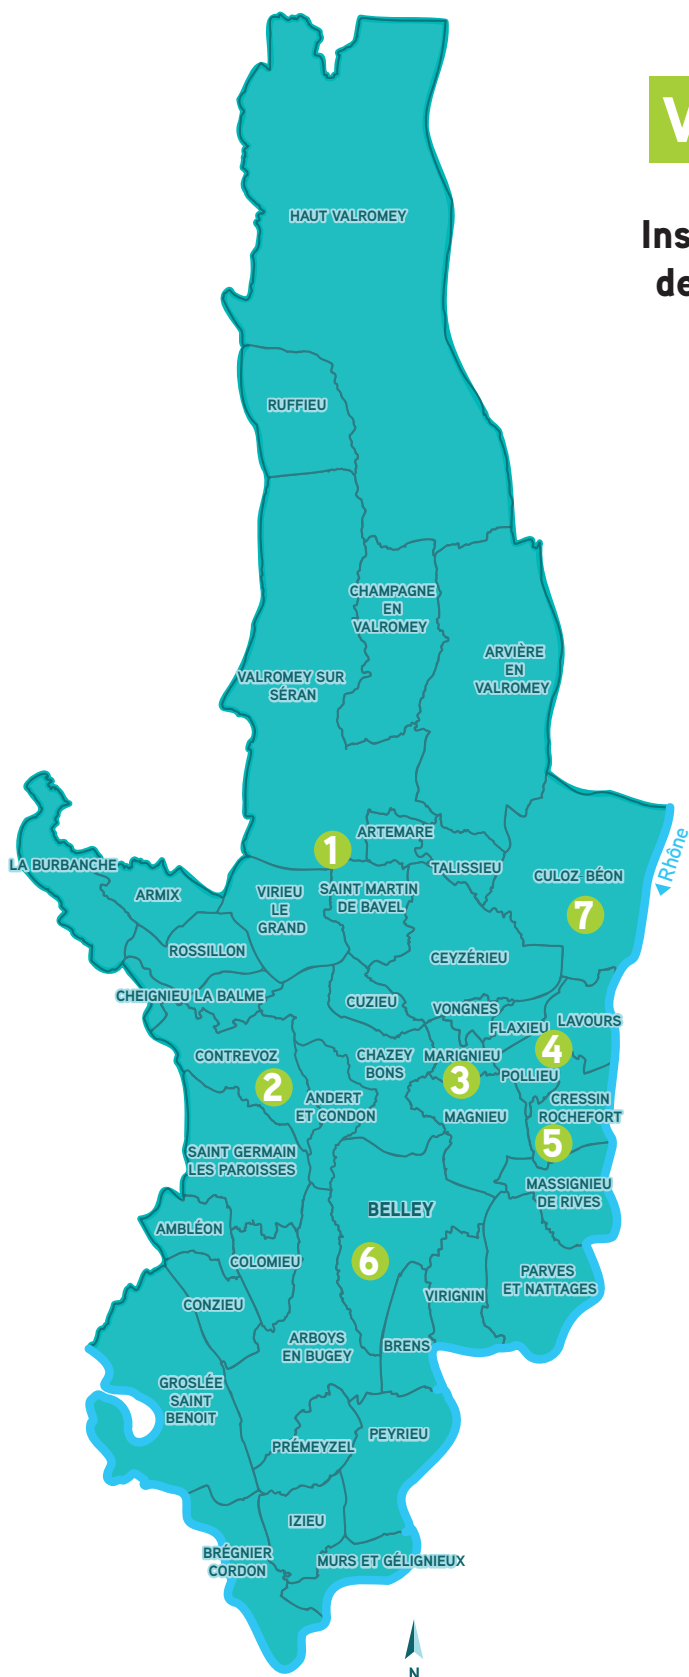 V
Ins
de
HAUT VALROMEY
RUFFIEU
CHAMPAGNE
EN
VALROMEY
ARVIÈRE
EN
VALROMEY
VALROMEY SUR
SÉRAN
Rhône
1
ARTEMARE
LA BURBANCHE
TALISSIEU
CULOZ BÉON
ARMIX
VIRIEU
LE
GRAND
SAINT MARTIN
DE BAVEL
7
ROSSILLON
CEYZÉRIEU
CHEIGNIEU LA BALME
CUZIEU
VONGNES
FLAXIEU
LAVOURS
4
CONTREVOZ
CHAZEY
BONS
MARIGNIEU
POLLIEU
2
3
ANDERT
ET CONDON
MAGNIEU
CRESSIN
ROCHEFORT
5
SAINT GERMAIN
LES PAROISSES
MASSIGNIEU
DE RIVES
BELLEY
AMBLÉON
COLOMIEU
6
PARVES
ET NATTAGES
VIRIGNIN
CONZIEU
ARBOYS
EN BUGEY
BRENS
GROSLÉE
SAINT
BENOIT
PEYRIEU
PRÉMEYZEL
IZIEU
BRÉGNIER
CORDON
MURS ET GÉLIGNIEUX
N